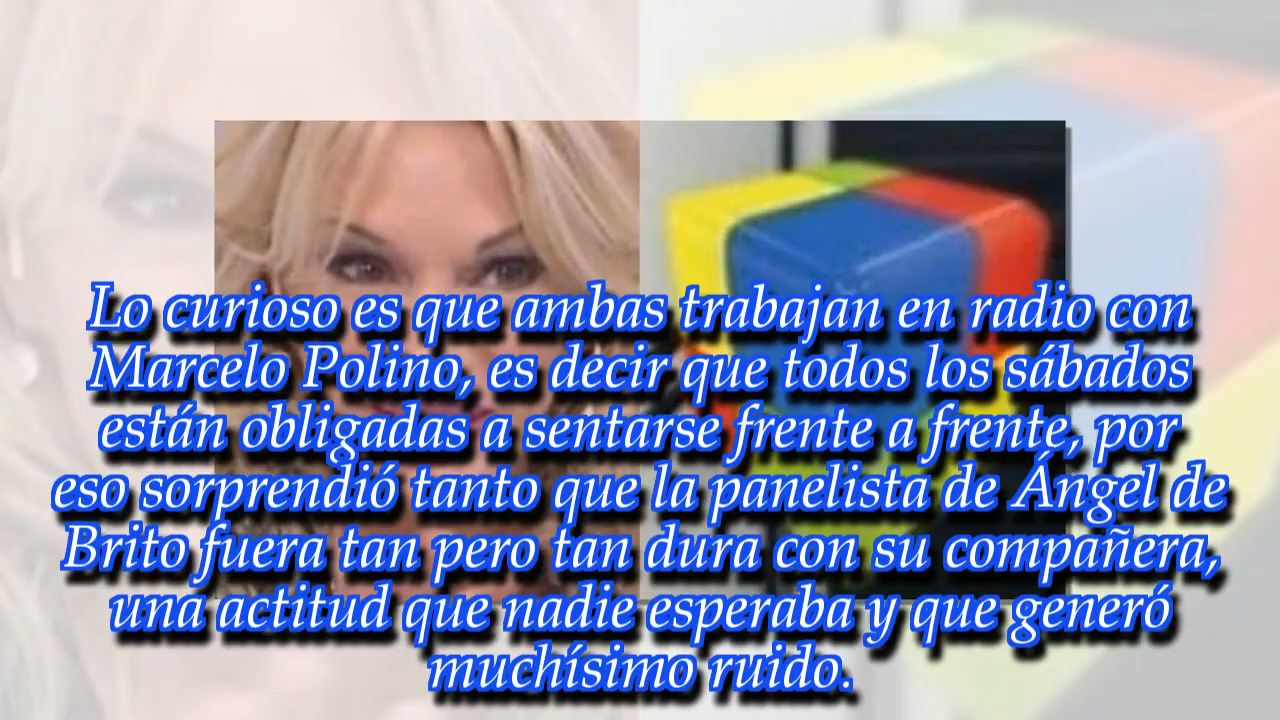 Lo curioso es que ambas trabajan en radio con
Marcelo Polino, es decir que todos los sábados
están obligadas a sentarse frente a frente, por
eso sorprendió tanto que la panelista de Ángel de
Brito fuera tan pero tan dura con su compañera,
una actitud que nadie esperaba y que generó
muchísimo ruido.